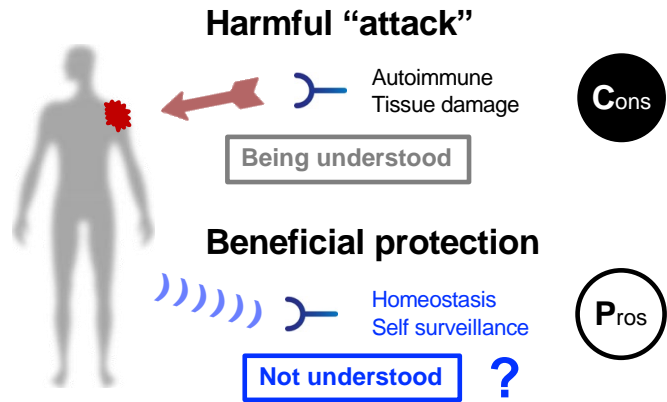 Harmful “attack”
Autoimmune
Tissue damage
Cons
Being understood
Beneficial protection
Homeostasis
Self surveillance
Pros
Not understood ?